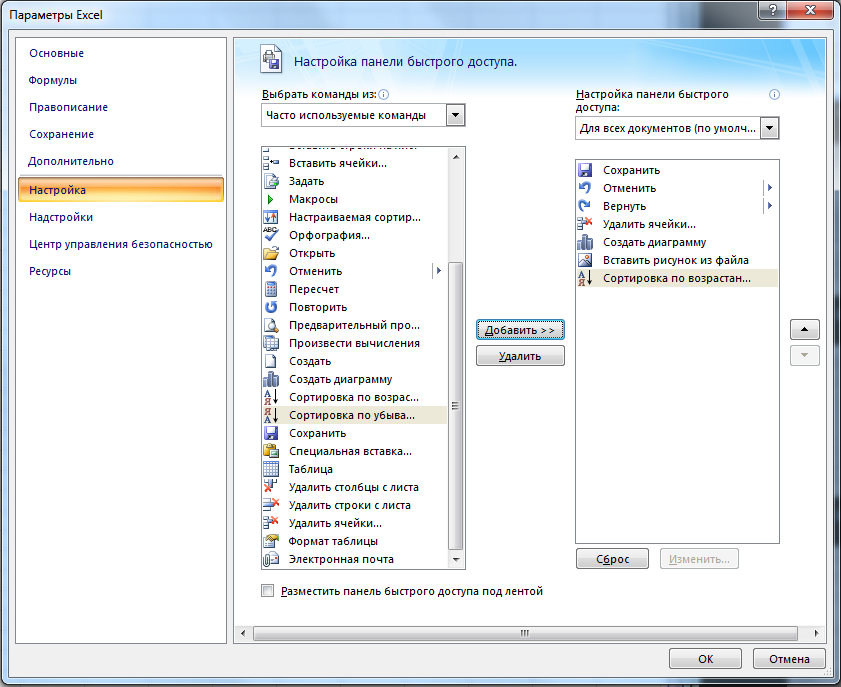 Параметры Excel
Основные
Формулы
Правописание
Сохранение
Дополнительно
Настройка
Надстройки
Центр управления безопасностью
Ресурсы
Настройка панели быстрого доступа.
Выбрать команды из:
Часто используемые команды
Вставить ячейки...
Задать
Макросы
Настраиваемая сортир...
Орфография...
Открыть
Отменить
Пересчет
Повторить
Предварительный про...
Произвести вычисления
Создать
Создать диаграмму
Сортировка по возрас...
Сортировка по убыва...
Сохранить
Специальная вставка...
Таблица
Удалить столбцы с листа
Удалить строки с листа
Удалить ячейки...
Формат таблицы
Электронная почта
Разместить панель быстрого доступа под лентой
Добавить >>
Удалить
Настройка панели быстрого
доступа:
Для всех документов (по умолч...
Сохранить
Отменить
Вернуть
Удалить ячейки...
Создать диаграмму
Вставить рисунок из файла
Сортировка по возрастан...
Сброс
Изменить...
ОК
Отмена